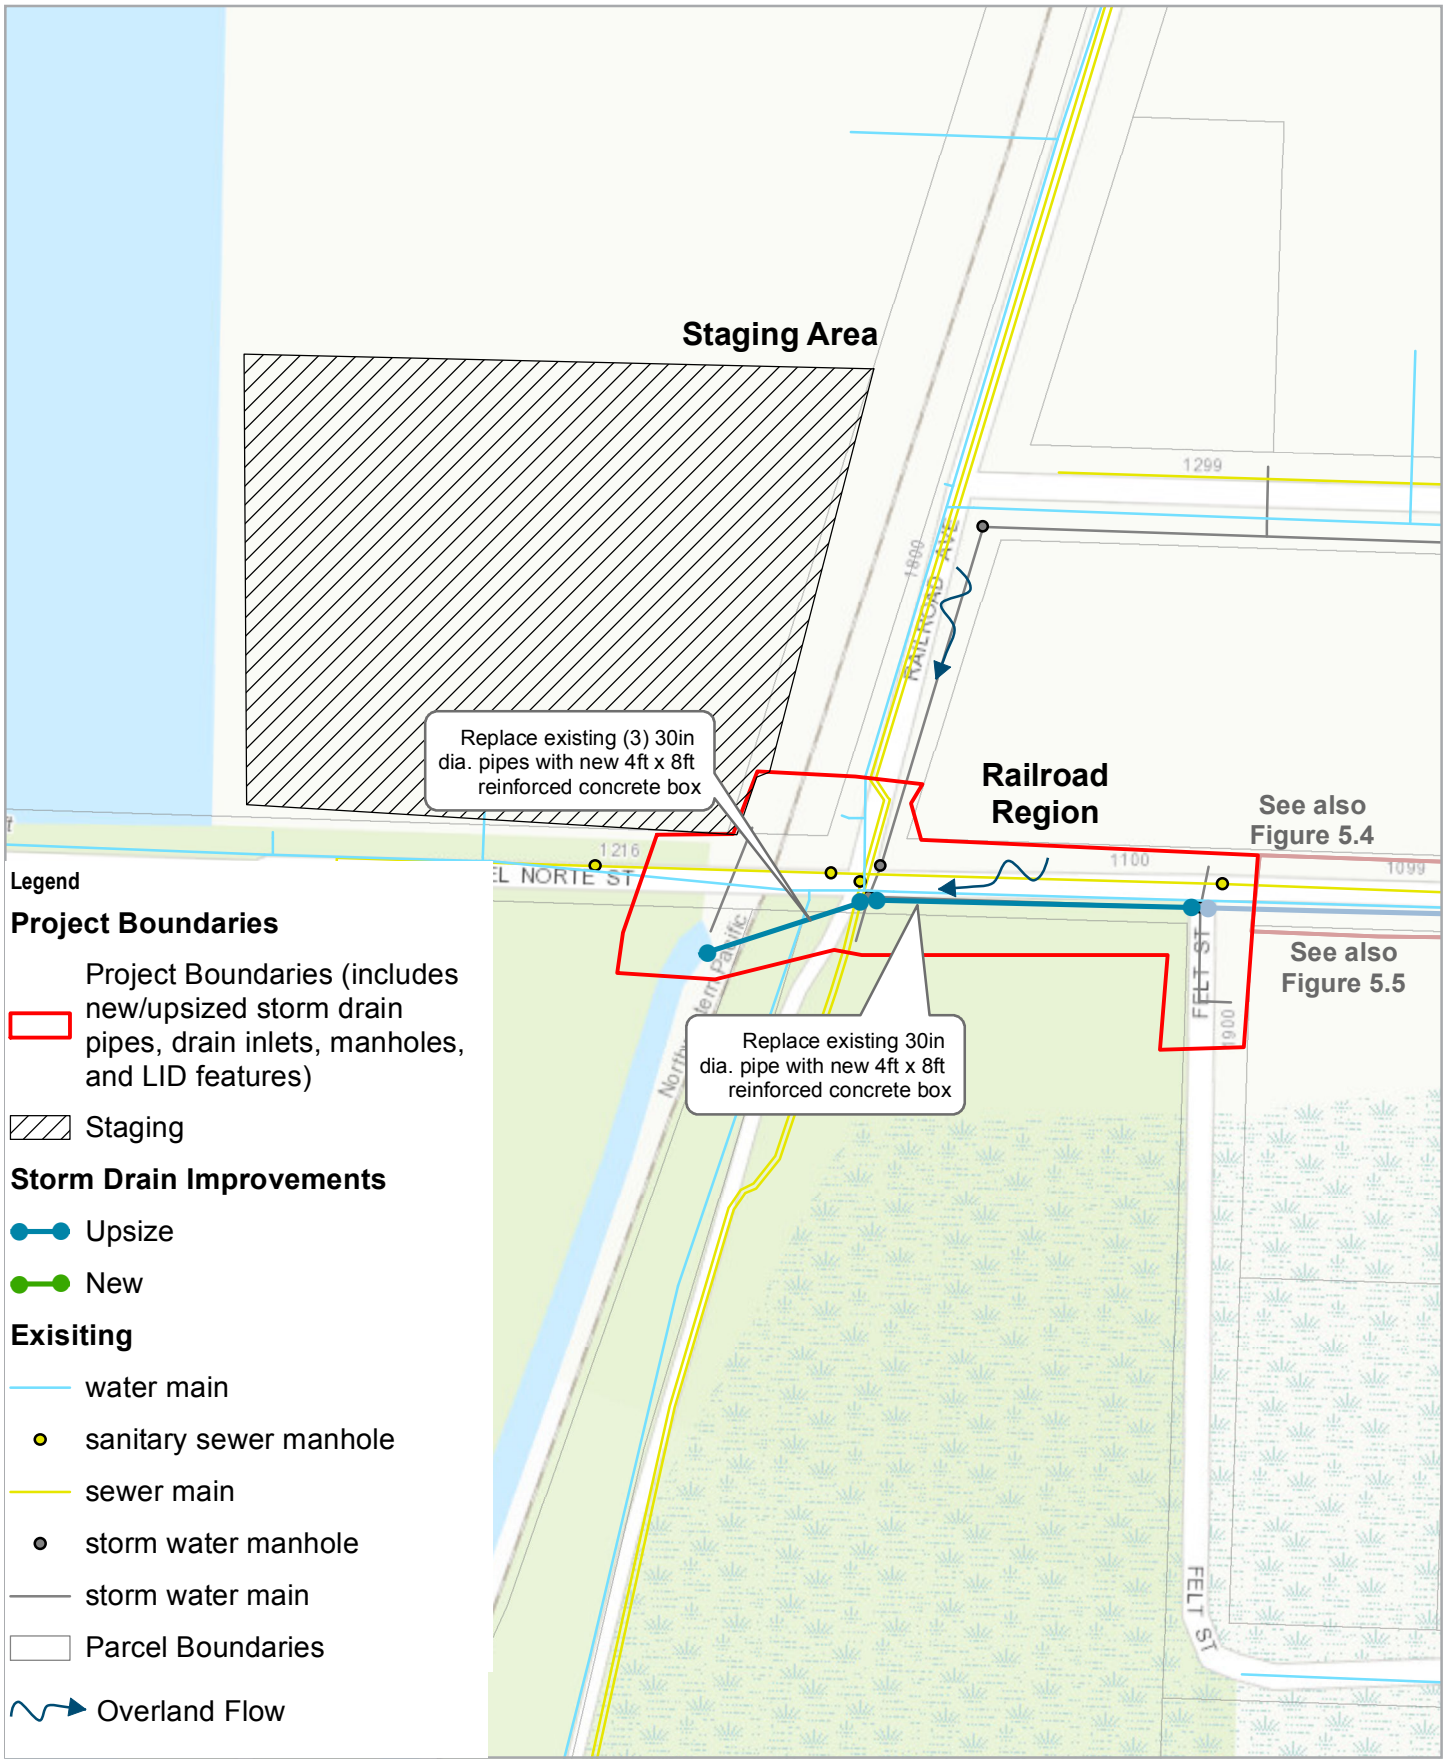 Staging Area
1299
1800
RAILROAD AVE
Replace existing (3) 30in
dia. pipes with new 4ft x 8ft
reinforced concrete box
Railroad
Region
See also
Figure 5.4
1216
1100
1099
EL NORTE ST
See also
Figure 5.5
FELT ST
1900
Replace existing 30in
dia. pipe with new 4ft x 8ft
reinforced concrete box
FELT ST
Legend
Project Boundaries
Project Boundaries (includes
new/upsized storm drain
pipes, drain inlets, manholes,
and LID features)
Staging
Storm Drain Improvements
Upsize
New
Exisiting
water main
sanitary sewer manhole
sewer main
storm water manhole
storm water main
Parcel Boundaries
Overland Flow